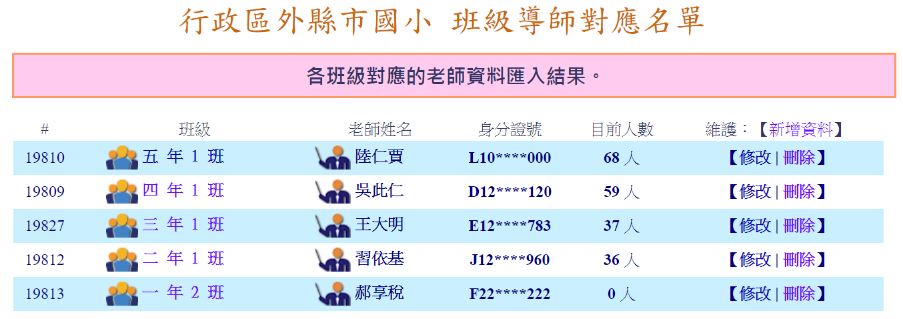 行政區外縣市國小 班級導師對應名單
各班級對應的老師資料匯入結果。
# 班級 老師姓名 身分證號 目前人數 維護：【新增資料】
19810 五 年 1 班 陸仁賈 L10****000 68 人 【修改 | 刪除】
19809 四 年 1 班 吳此仁 D12****120 59 人 【修改 | 刪除】
19827 三 年 1 班 王大明 E12****783 37 人 【修改 | 刪除】
19812 二 年 1 班 習依基 J12****960 36 人 【修改 | 刪除】
19813 一 年 2 班 郝享稅 F22****222 0 人 【修改 | 刪除】